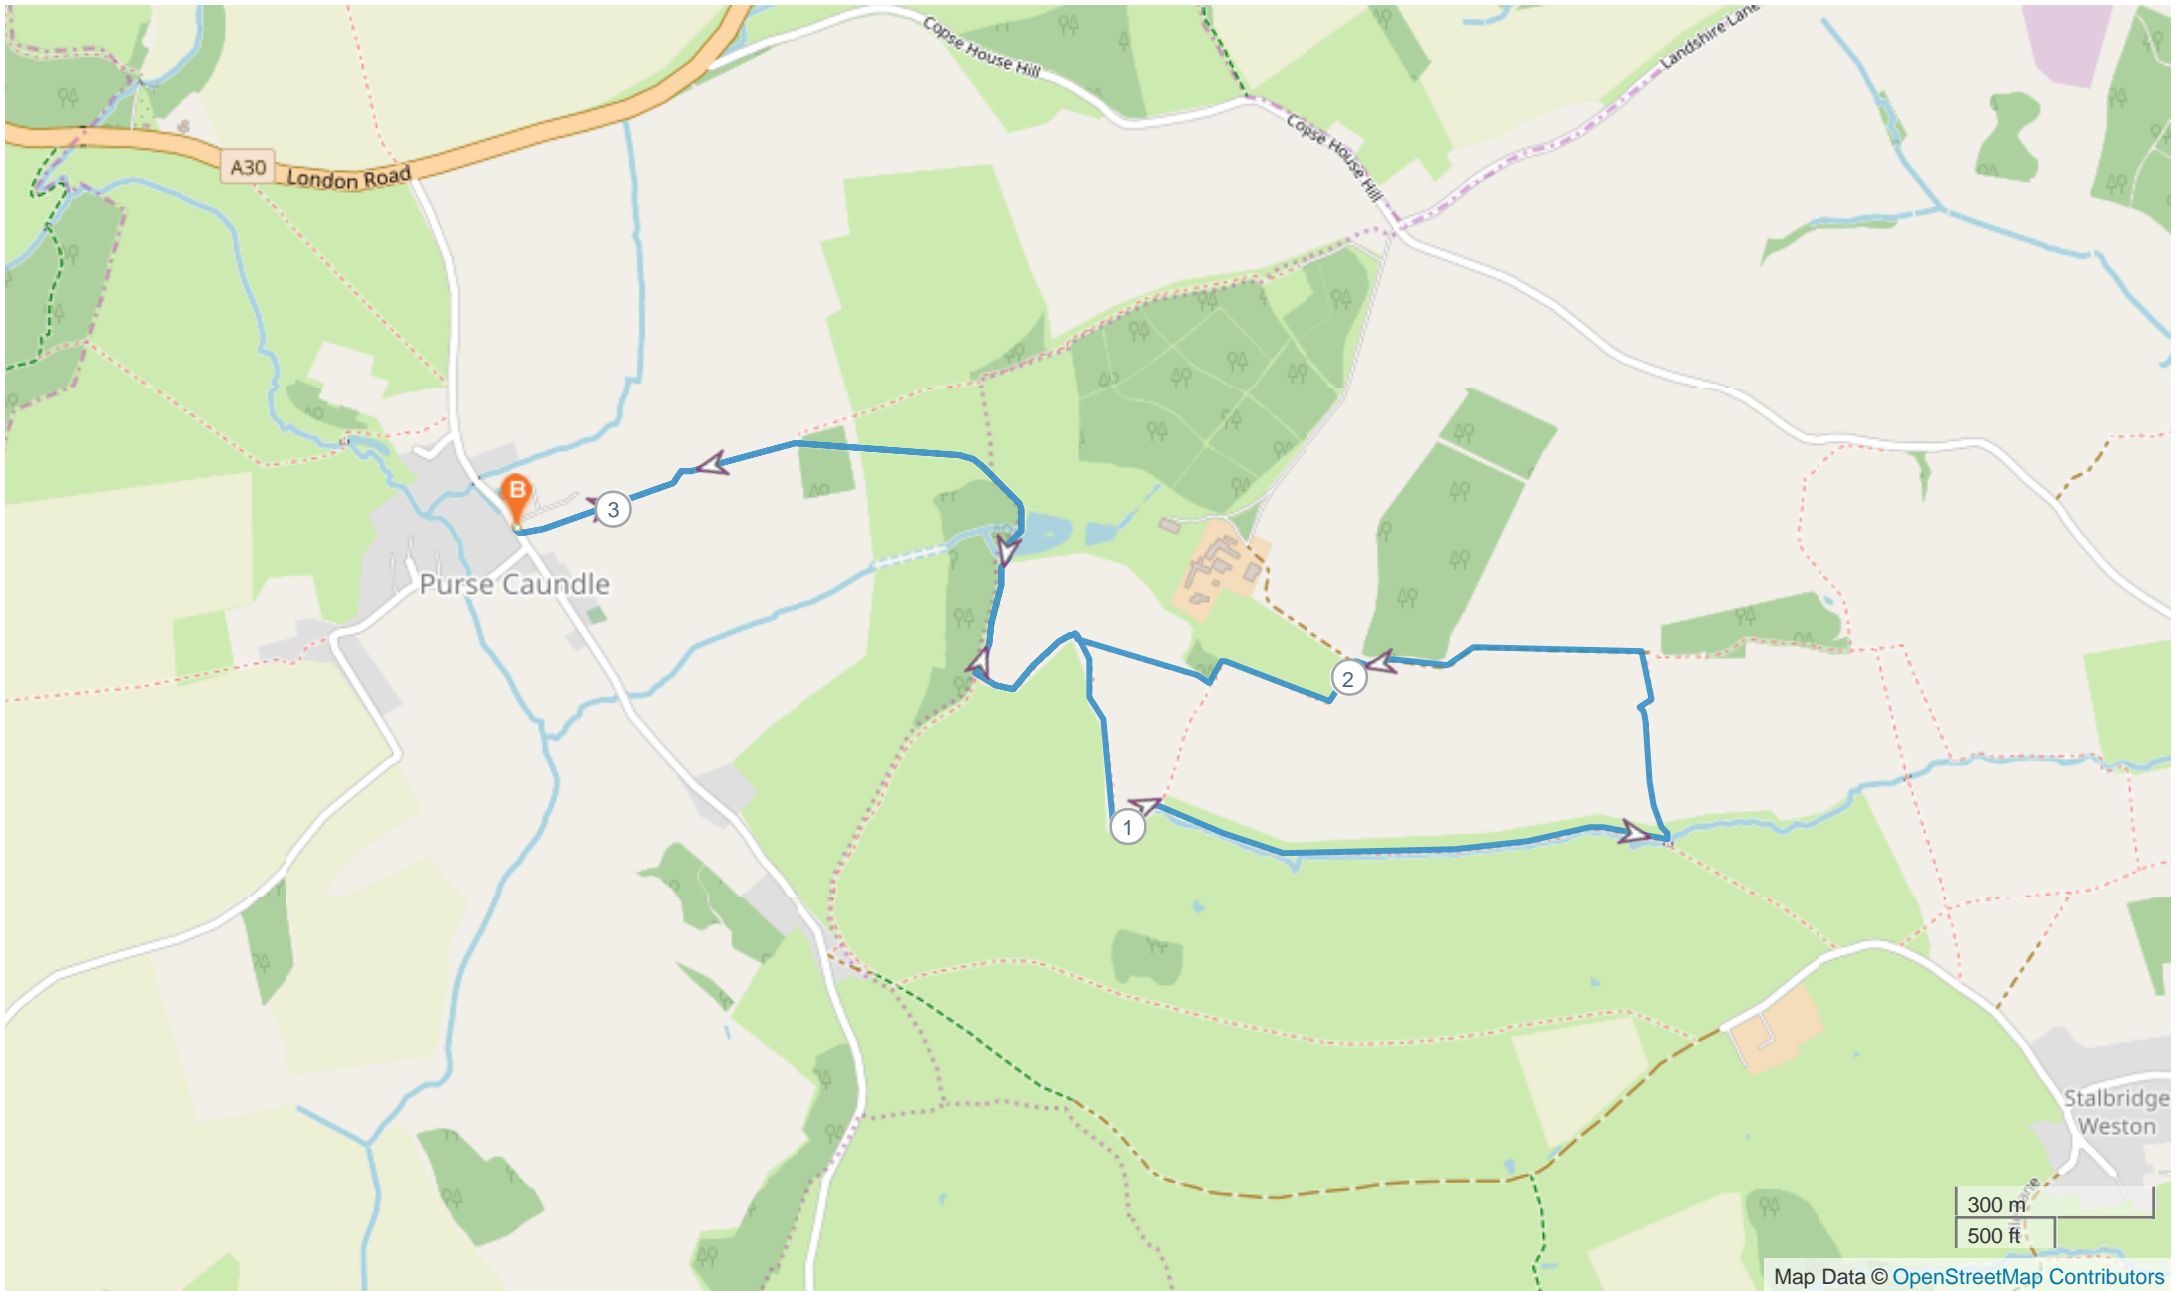 Copse House Hill
Landshire Lane
Copse House Hill
A30
London Road
B
3
Purse Caundle
2
1
Stalbridge
Weston
300 m
500 ft
Map Data © OpenStreetMap Contributors